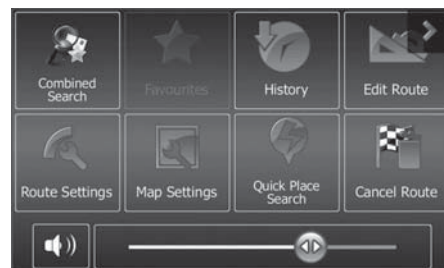 Combined
Search
Favourites
History
Edit Route
Route Settings
Map Settings
Quick Place
Search
Cancel Route